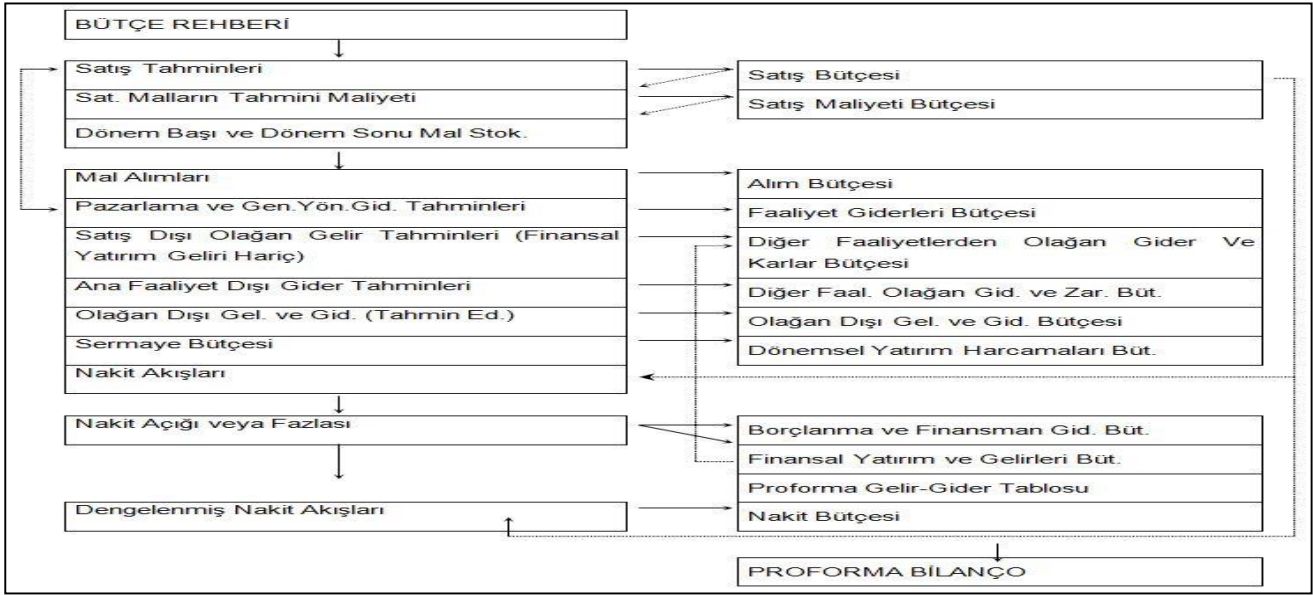 BÜTÇE REHBERİ
Satış Tahminleri
Sat. Malların Tahmini Maliyeti
Dönem Başı ve Dönem Sonu Mal Stok.
Satış Bütçesi
Satış Maliyeti Bütçesi
Mal Alımları
Pazarlama ve Gen.Yön.Gid. Tahminleri
Satış Dışı Olağan Gelir Tahminleri (Finansal
Yatırım Geliri Hariç)
Ana Faaliyet Dışı Gider Tahminleri
Olağan Dışı Gel. ve Gid. (Tahmin Ed.)
Sermaye Bütçesi
Nakit Akışları
Alım Bütçesi
Faaliyet Giderleri Bütçesi
Diğer Faaliyetlerden Olağan Gider Ve
Karlar Bütçesi
Diğer Faal. Olağan Gid. ve Zar. Büt.
Olağan Dışı Gel. ve Gid. Bütçesi
Dönemsel Yatırım Harcamaları Büt.
Nakit Açığı veya Fazlası
Borçlanma ve Finansman Gid. Büt.
Finansal Yatırım ve Gelirleri Büt.
Proforma Gelir-Gider Tablosu
Nakit Bütçesi
Dengelenmiş Nakit Akışları
PROFORMA BİLANÇO